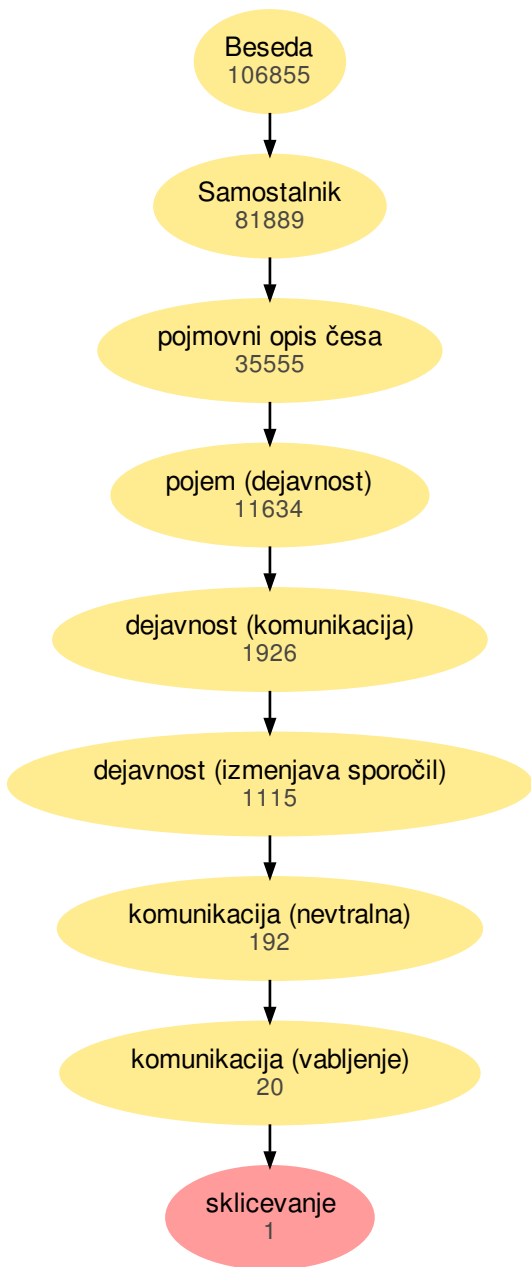 Beseda
106855
Samostalnik
81889
pojmovni opis česa
35555
pojem (dejavnost)
11634
dejavnost (komunikacija)
1926
dejavnost (izmenjava sporočil)
1115
komunikacija (nevtralna)
192
komunikacija (vabljenje)
20
sklicevanje
1